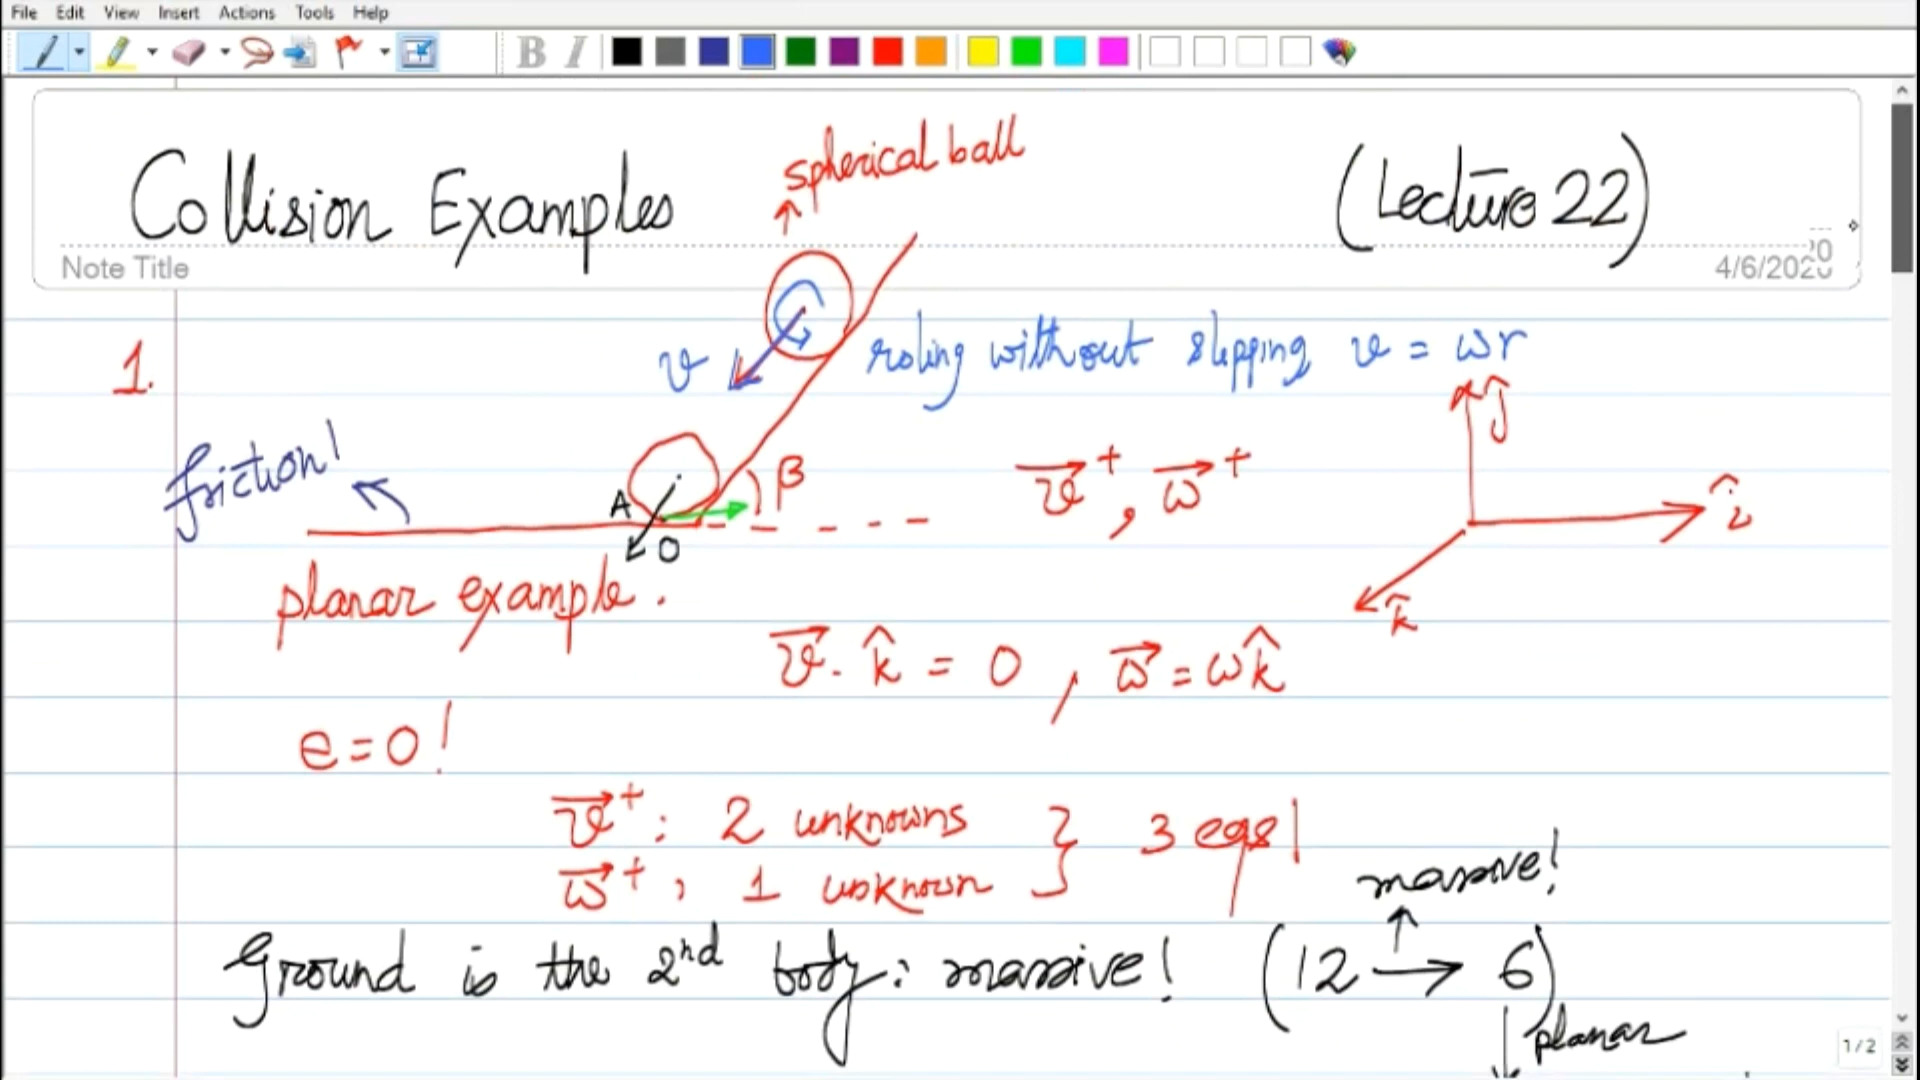 File Edit View Insert Actions Tools Help
B I
Collision Examples
spherical ball
(Lecture 22)
Note Title
4/6/2020
1.
v
roling without slipping v = ωr
friction!
β
A
O
v⃗⁺, ω⃗⁺
ĵ
î
k̂
planar example.
v⃗ · k̂ = 0, ω⃗ = ωk̂
e = 0!
v⃗⁺: 2 unknowns } 3 eqs!
ω⃗⁺: 1 unknown
massive!
Ground is the 2nd body: massive! (12 → 6)
planar
1/2